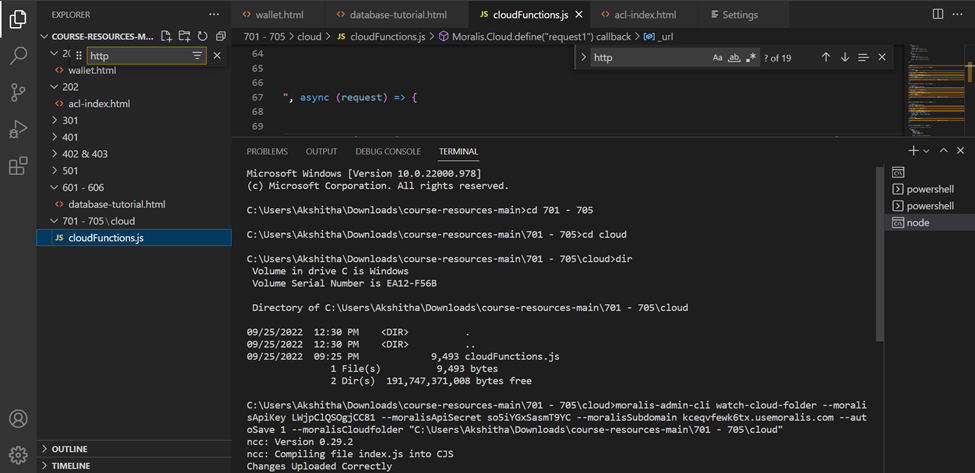 EXPLORER
COURSE-RESOURCES-M...
http
wallet.html
202
acl-index.html
301
401
402 & 403
501
601 - 606
database-tutorial.html
701 - 705 \ cloud
JS cloudFunctions.js
OUTLINE
TIMELINE
wallet.html
database-tutorial.html
JS cloudFunctions.js
acl-index.html
Settings
701 - 705 > cloud > JS cloudFunctions.js > Moralis.Cloud.define("request1") callback > _url
http
Aa ab .*
? of 19
64
65
66
67 ", async (request) => {
68
69
PROBLEMS OUTPUT DEBUG CONSOLE TERMINAL
Microsoft Windows [Version 10.0.22000.978]
(c) Microsoft Corporation. All rights reserved.
C:\Users\Akshitha\Downloads\course-resources-main>cd 701 - 705
C:\Users\Akshitha\Downloads\course-resources-main\701 - 705>cd cloud
C:\Users\Akshitha\Downloads\course-resources-main\701 - 705\cloud>dir
Volume in drive C is Windows
Volume Serial Number is EA12-F56B
Directory of C:\Users\Akshitha\Downloads\course-resources-main\701 - 705\cloud
09/25/2022 12:30 PM <DIR> .
09/25/2022 12:30 PM <DIR> ..
09/25/2022 09:25 PM 9,493 cloudFunctions.js
1 File(s) 9,493 bytes
2 Dir(s) 191,747,371,008 bytes free
C:\Users\Akshitha\Downloads\course-resources-main\701 - 705\cloud>moralis-admin-cli watch-cloud-folder --morali
sApiKey LWjpClQSOgjCC81 --moralisApiSecret so5iYGxSasmT9YC --moralisSubdomain kceqvfewk6tx.usemoralis.com --aut
oSave 1 --moralisCloudfolder "C:\Users\Akshitha\Downloads\course-resources-main\701 - 705\cloud"
ncc: Version 0.29.2
ncc: Compiling file index.js into CJS
Changes Uploaded Correctly
powershell
powershell
node